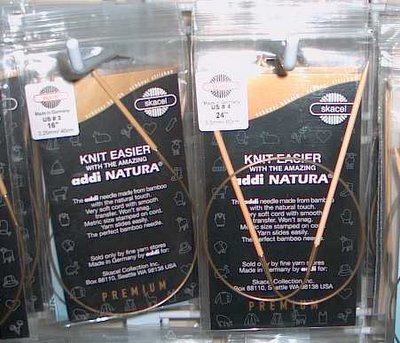 Made in Germany
US # 2
16"
skacel
KNIT EASIER
WITH THE AMAZING
addi NATURA®
The addi needle made from bamboo
with the natural touch.
Very soft cord with smooth
transfer. Won't snag.
Metric size stamped on cord.
Yarn slides easily.
The perfect bamboo needle.
Sold only by fine yarn stores
Made in Germany by addi for:
Skacel Collection Inc.
Box 88110, Seattle WA 98138 USA
PREMIUM
US # 4
24"
skacel
KNIT EASIER
WITH THE AMAZING
addi NATURA®
The addi needle made from bamboo
with the natural touch.
Very soft cord with smooth
transfer. Won't snag.
Metric size stamped on cord.
Yarn slides easily.
The perfect bamboo needle.
Sold only by fine yarn stores
Made in Germany by addi for:
Skacel Collection Inc.
Box 88110, Seattle WA 98138 USA
PREMIUM